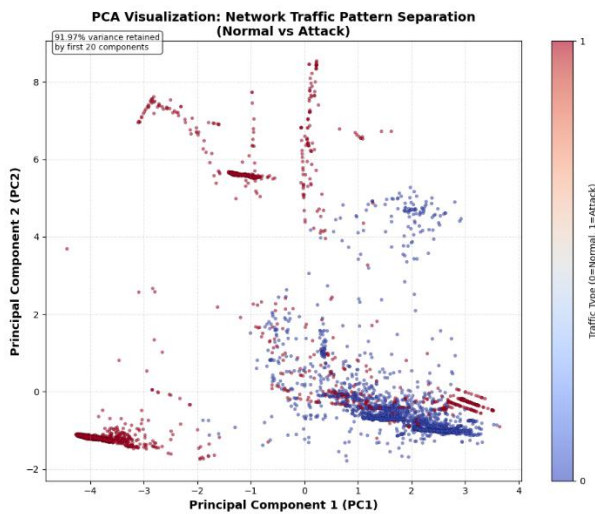 PCA Visualization: Network Traffic Pattern Separation
(Normal vs Attack)
91.97% variance retained
by first 20 components
Principal Component 2 (PC2)
8
6
4
2
0
−2
−4
−3
−2
−1
0
1
2
3
4
Principal Component 1 (PC1)
1
0
Traffic Type (0=Normal, 1=Attack)